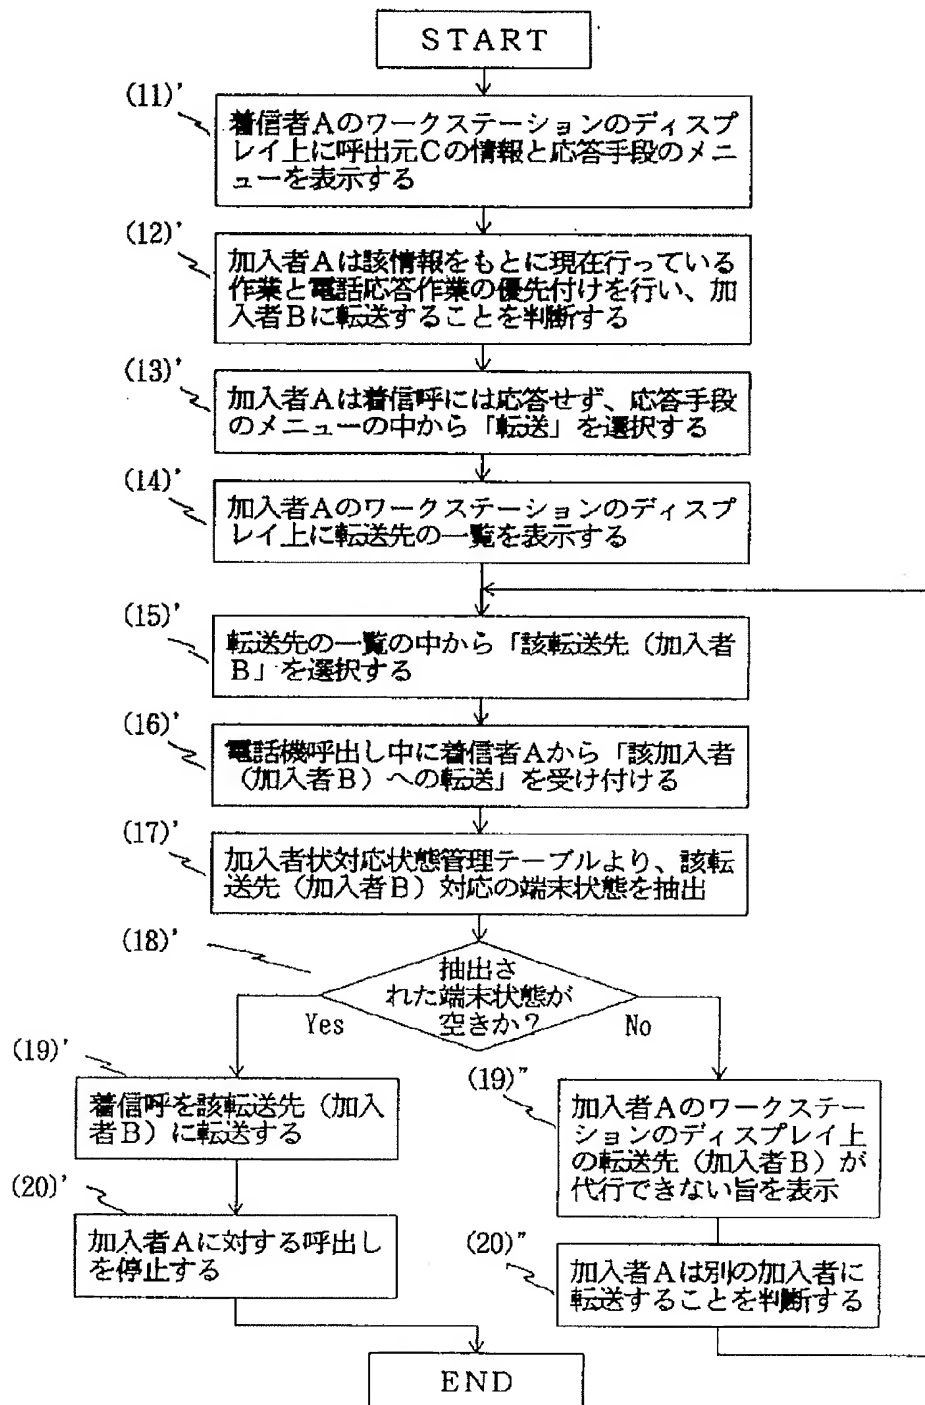 START
(11)'
着信者Aのワークステーションのディスプ
レイ上に呼出元Cの情報と応答手段のメニ
ューを表示する
(12)'
加入者Aは該情報をもとに現在行っている
作業と電話応答作業の優先付けを行い、加
入者Bに転送することを判断する
(13)'
加入者Aは着信呼には応答せず、応答手段
のメニューの中から「転送」を選択する
(14)'
加入者Aのワークステーションのディスプ
レイ上に転送先の一覧を表示する
(15)'
転送先の一覧の中から「該転送先(加入者
B」を選択する
(16)'
電話機呼出し中に着信者Aから「該加入者
(加入者B)への転送」を受け付ける
(17)'
加入者状対応状態管理テーブルより、該転
送先(加入者B)対応の端末状態を抽出
(18)'
抽出さ
れた端末状態が
空きか?
Yes
No
(19)'
着信呼を該転送先(加入
者B)に転送する
(20)'
加入者Aに対する呼出し
を停止する
(19)"
加入者Aのワークステー
ションのディスプレイ上
の転送先(加入者B)が
代行できない旨を表示
(20)"
加入者Aは別の加入者に
転送することを判断する
END